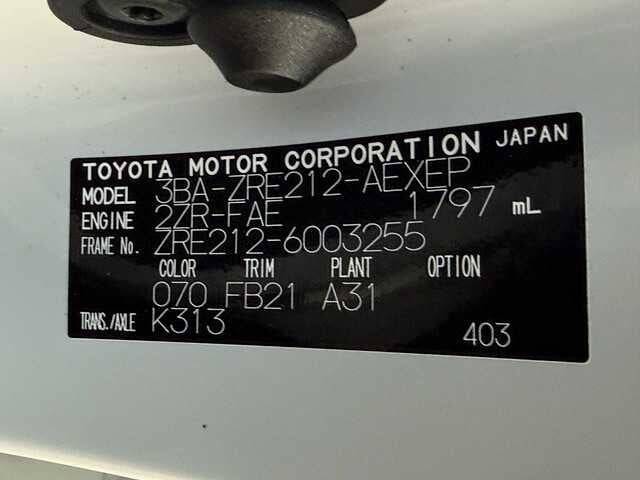 TOYOTA MOTOR CORPORATION JAPAN
MODEL 3BA-ZRE212-AEXEP
ENGINE 2ZR-FAE 1797 mL
FRAME No. ZRE212-6003255
COLOR TRIM PLANT OPTION
070 FB21 A31
TRANS./AXLE K313
403